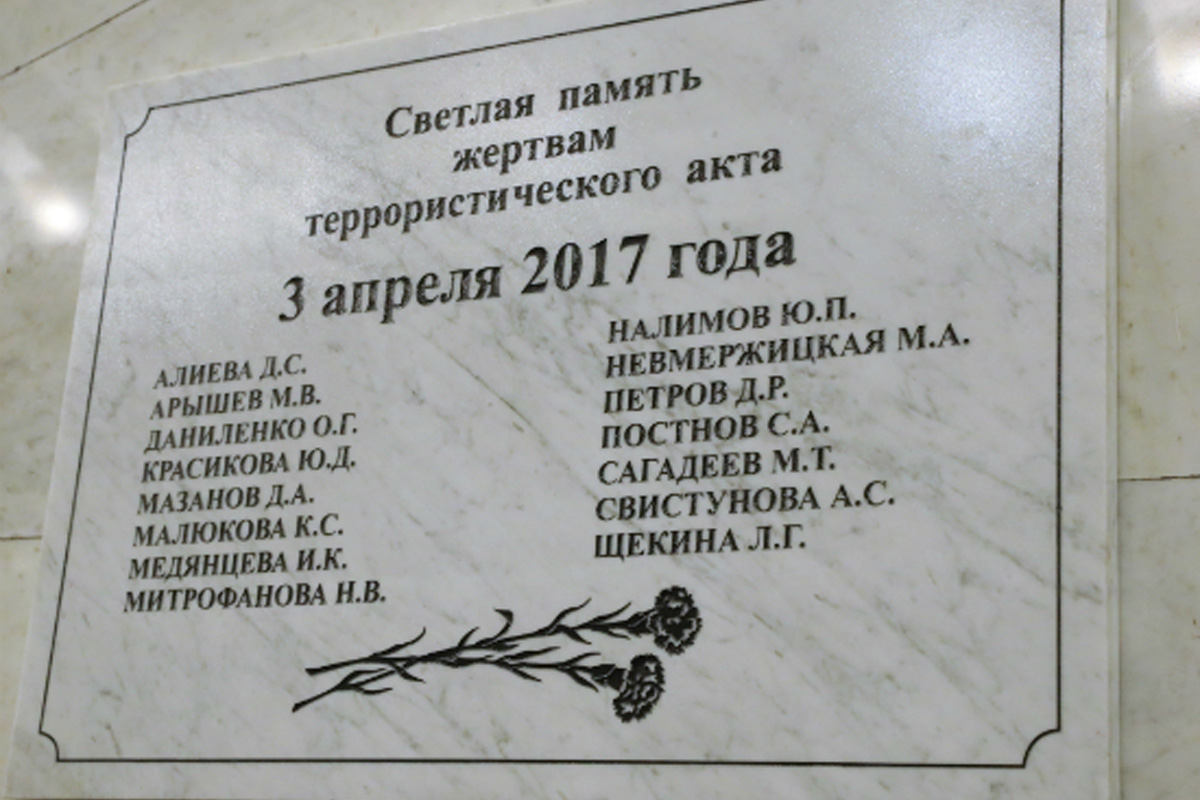 Светлая память
жертвам
террористического акта
3 апреля 2017 года
АЛИЕВА Д.С.
АРЫШЕВ М.В.
ДАНИЛЕНКО О.Г.
КРАСИКОВА Ю.Д.
МАЗАНОВ Д.А.
МАЛЮКОВА К.С.
МЕДЯНЦЕВА И.К.
МИТРОФАНОВА Н.В.
НАЛИМОВ Ю.П.
НЕВМЕРЖИЦКАЯ М.А.
ПЕТРОВ Д.Р.
ПОСТНОВ С.А.
САГАДЕЕВ М.Т.
СВИСТУНОВА А.С.
ЩЕКИНА Л.Г.